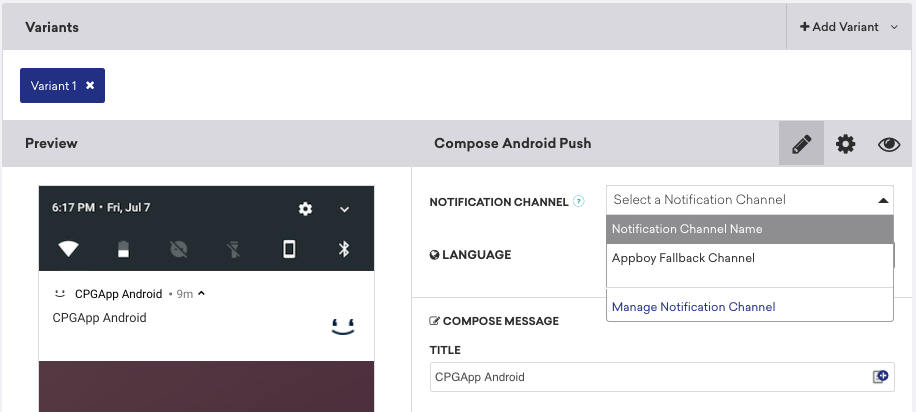 Variants
+ Add Variant
Variant 1 ×
Preview
Compose Android Push
6:17 PM • Fri, Jul 7
CPGApp Android • 9m
CPGApp Android
NOTIFICATION CHANNEL ?
Select a Notification Channel
Notification Channel Name
Appboy Fallback Channel
Manage Notification Channel
LANGUAGE
COMPOSE MESSAGE
TITLE
CPGApp Android